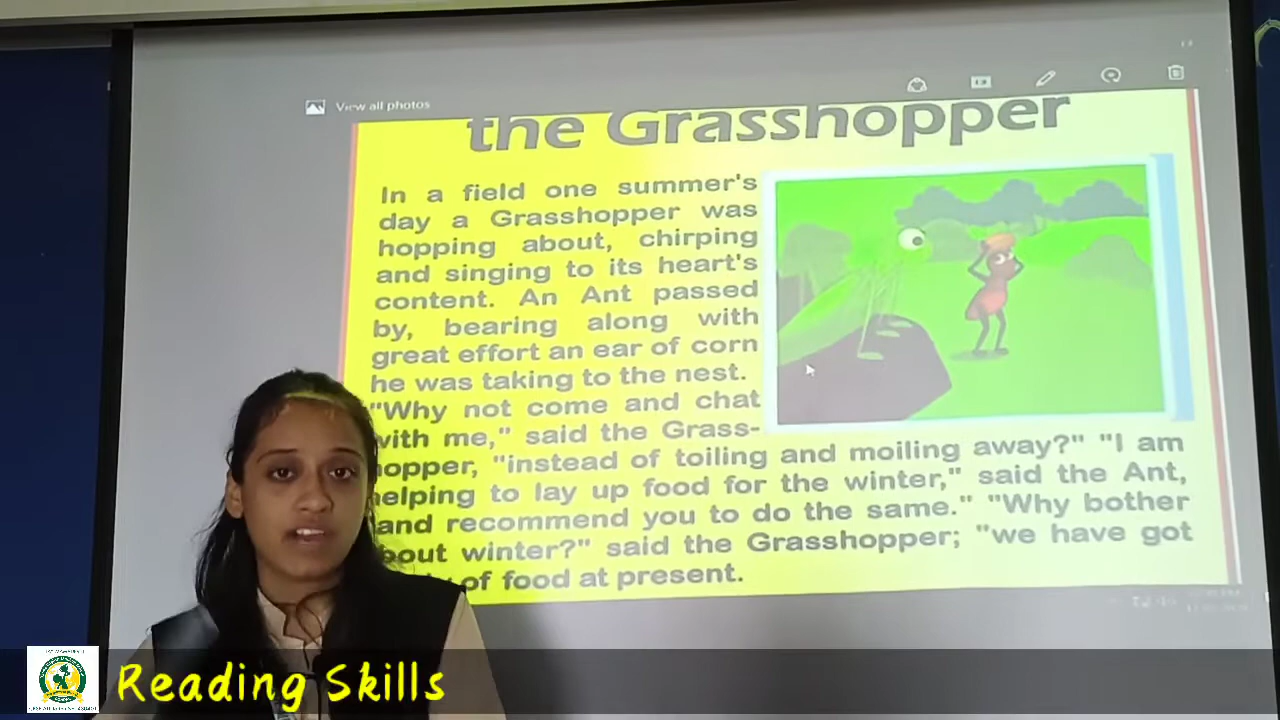 View all photos
the Grasshopper
In a field one summer's
day a Grasshopper was
hopping about, chirping
and singing to its heart's
content. An Ant passed
by, bearing along with
great effort an ear of corn
he was taking to the nest.
"Why not come and chat
with me," said the Grass-
hopper, "instead of toiling and moiling away?" "I am
helping to lay up food for the winter," said the Ant,
"and recommend you to do the same." "Why bother
about winter?" said the Grasshopper; "we have got
of food at present.
Reading Skills